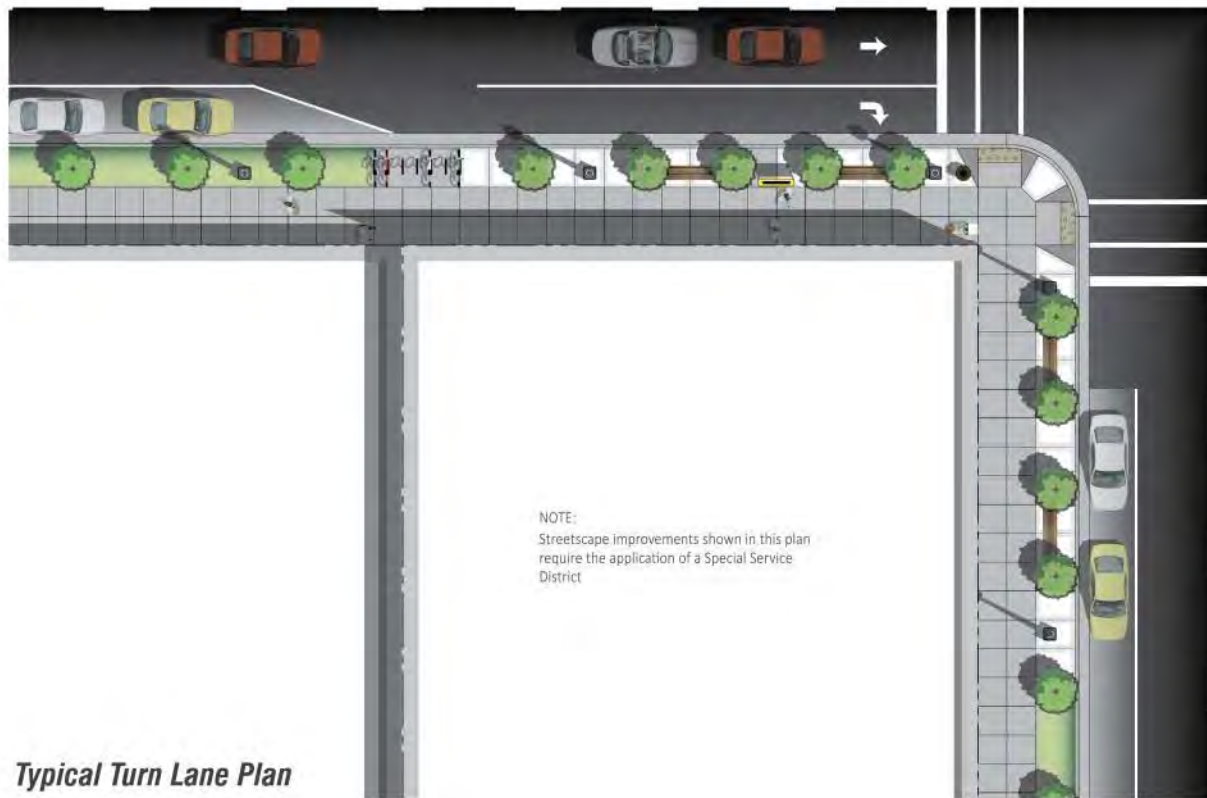 NOTE:
Streetscape improvements shown in this plan
require the application of a Special Service
District
Typical Turn Lane Plan